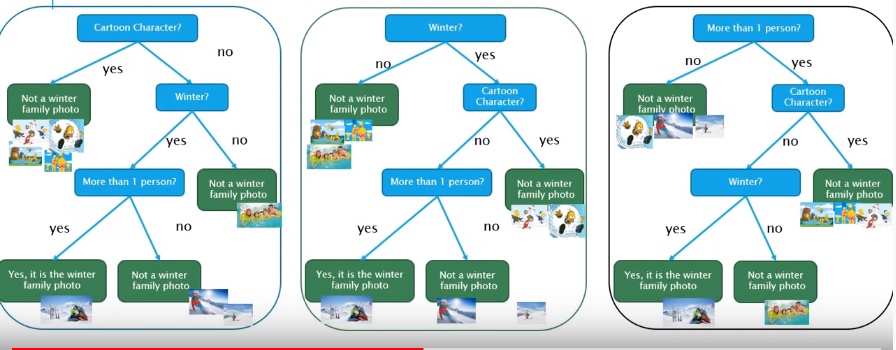 Cartoon Character?
yes
no
Not a winter
family photo
Winter?
yes
no
More than 1 person?
Not a winter
family photo
yes
no
Yes, it is the winter
family photo
Not a winter
family photo
Winter?
no
yes
Not a winter
family photo
Cartoon
Character?
no
yes
More than 1 person?
Not a winter
family photo
yes
no
Yes, it is the winter
family photo
Not a winter
family photo
More than 1 person?
no
yes
Not a winter
family photo
Cartoon
Character?
no
yes
Winter?
Not a winter
family photo
yes
no
Yes, it is the winter
family photo
Not a winter
family photo